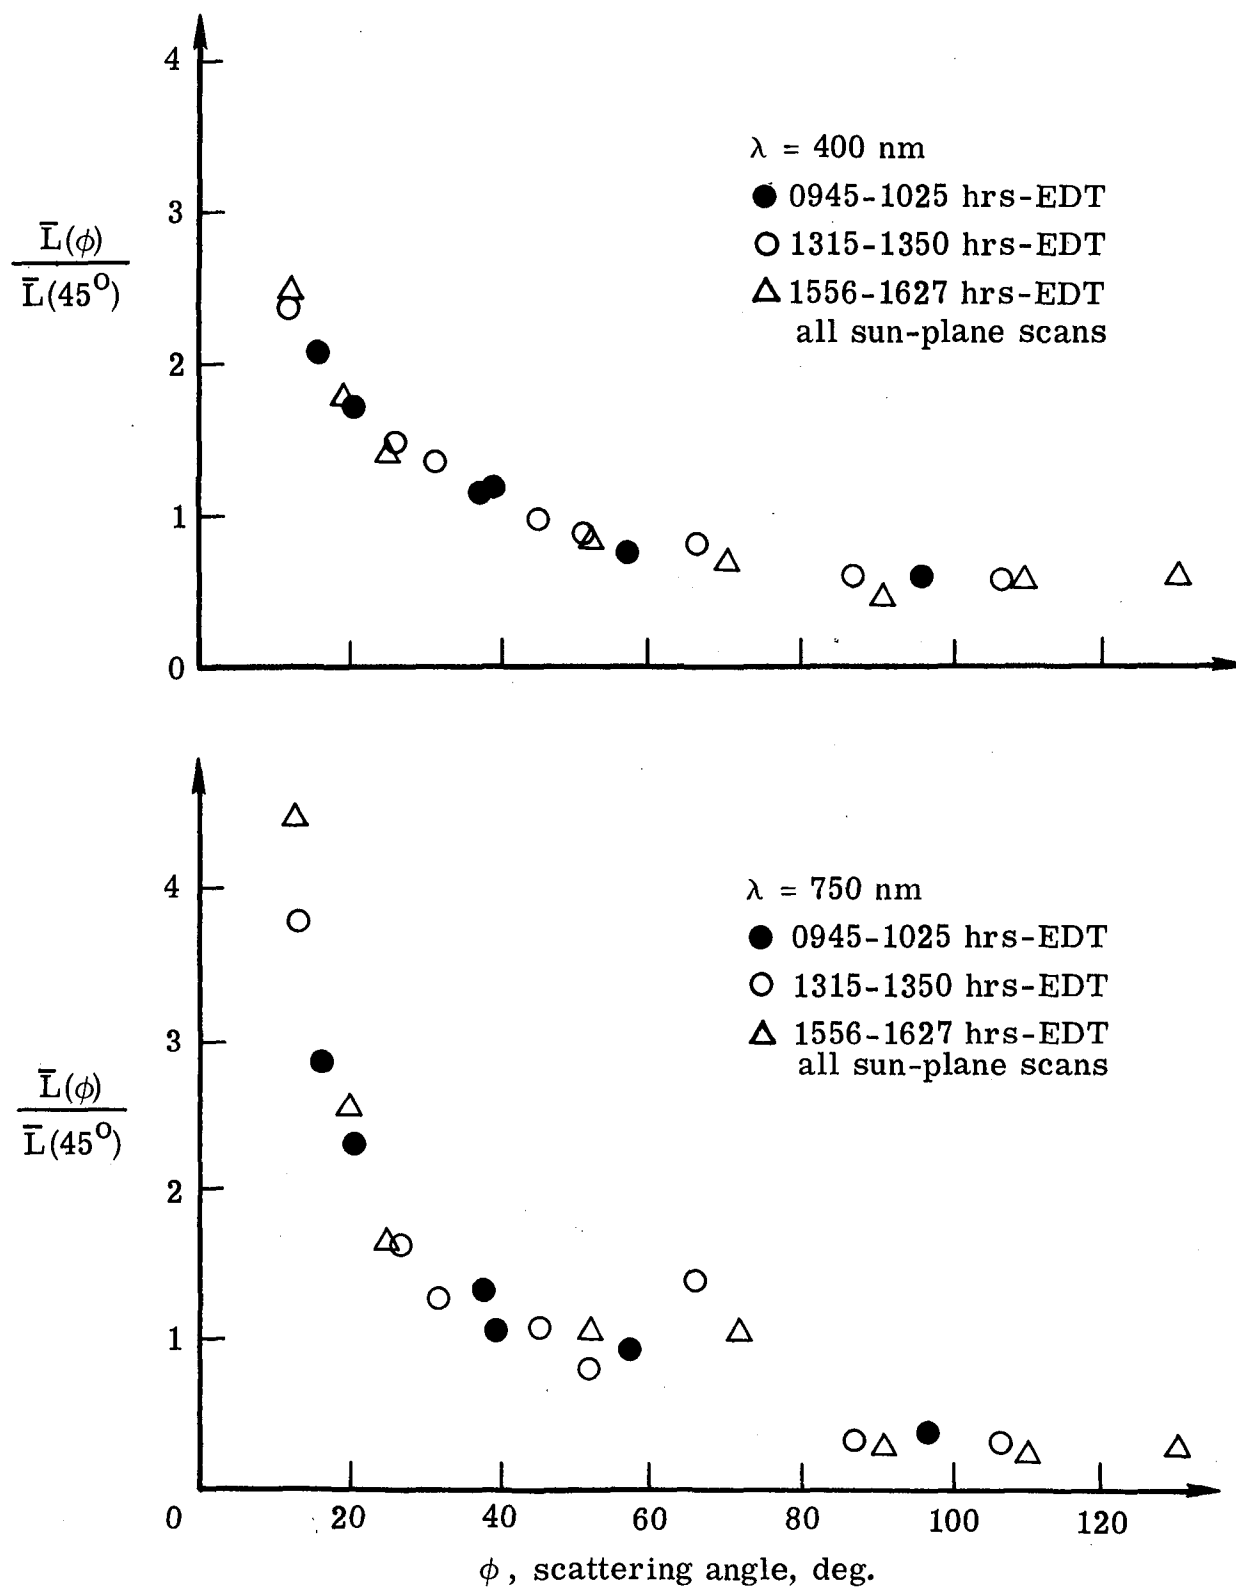 4
3
2
1
0
L̅(φ)
L̅(45°)
λ = 400 nm
● 0945-1025 hrs-EDT
○ 1315-1350 hrs-EDT
△ 1556-1627 hrs-EDT
all sun-plane scans
4
3
2
1
L̅(φ)
L̅(45°)
λ = 750 nm
● 0945-1025 hrs-EDT
○ 1315-1350 hrs-EDT
△ 1556-1627 hrs-EDT
all sun-plane scans
0 20 40 60 80 100 120
φ, scattering angle, deg.